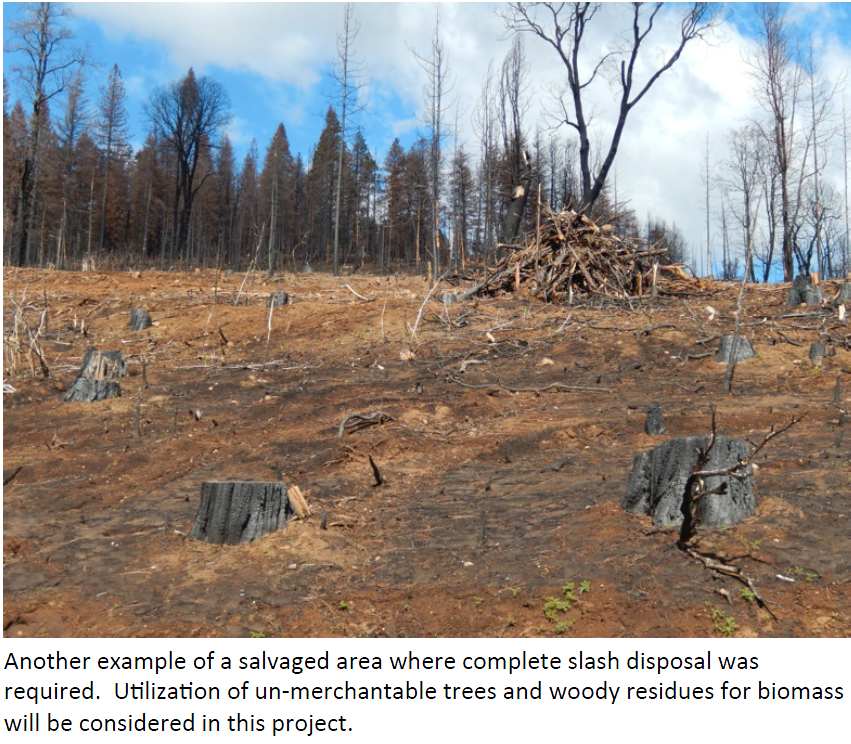 Another example of a salvaged area where complete slash disposal was
required.  Utilization of un-merchantable trees and woody residues for biomass
will be considered in this project.